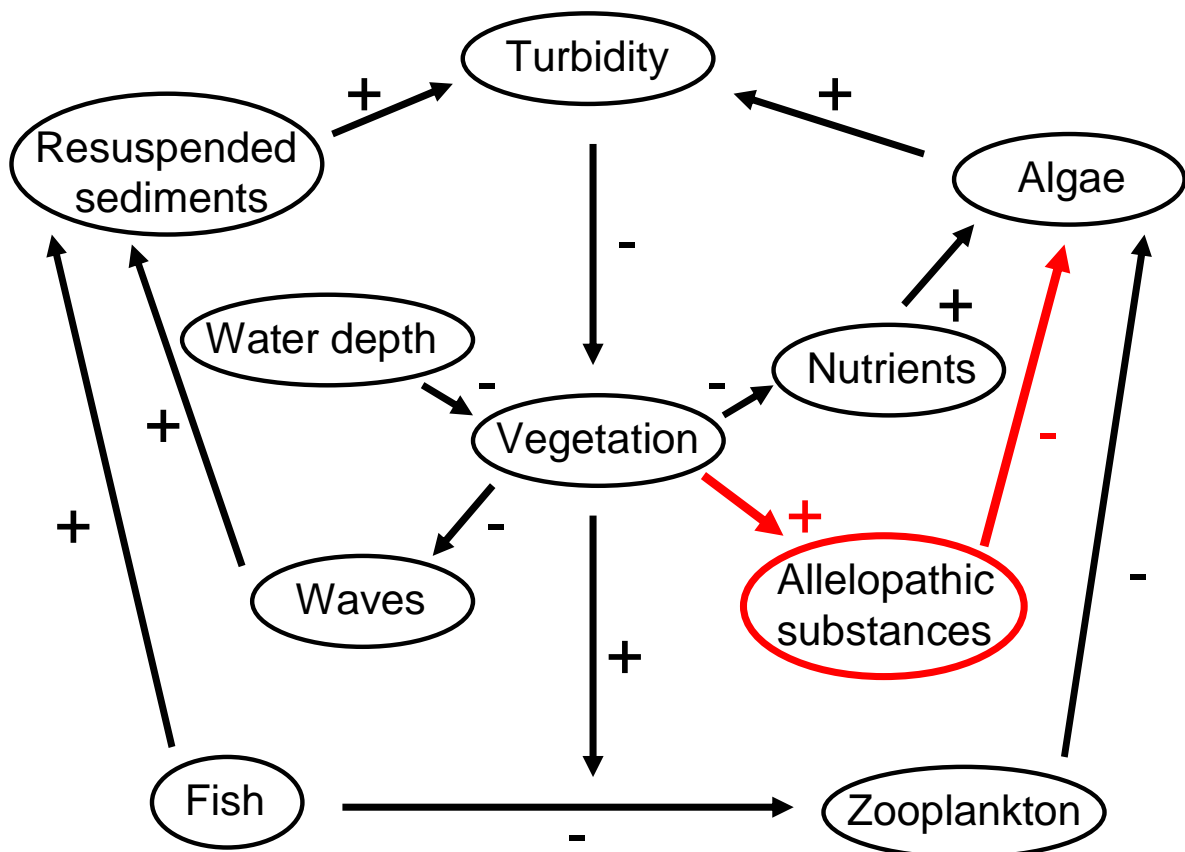 Turbidity
+
+
Resuspended
sediments
Algae
-
Water depth
+
Nutrients
-
-
Vegetation
+
-
-
+
+
Waves
Allelopathic
substances
-
+
Fish
Zooplankton
-